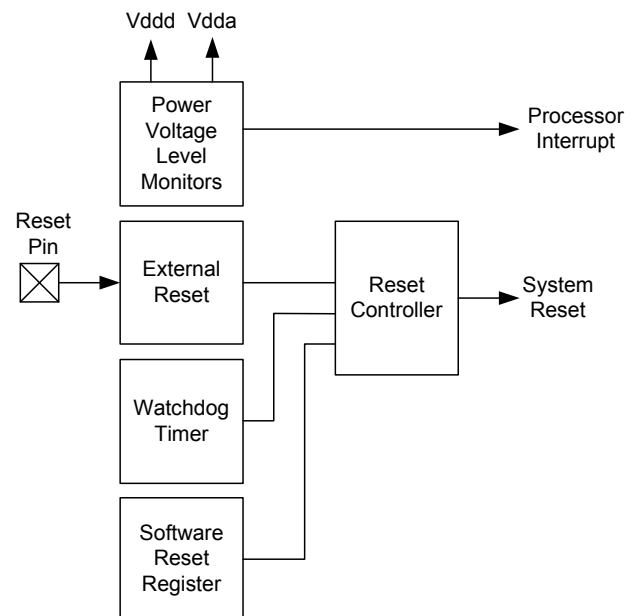 Vddd Vdda
Power
Voltage
Level
Monitors
Processor
Interrupt
Reset
Pin
External
Reset
Reset
Controller
System
Reset
Watchdog
Timer
Software
Reset
Register